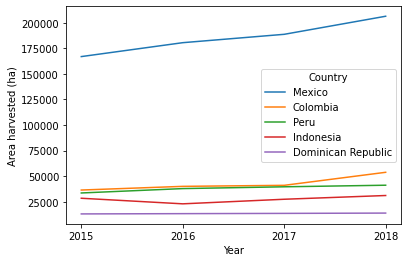 200000
175000
150000
125000
100000
75000
50000
25000
Area harvested (ha)
Country
Mexico
Colombia
Peru
Indonesia
Dominican Republic
2015 2016 2017 2018
Year